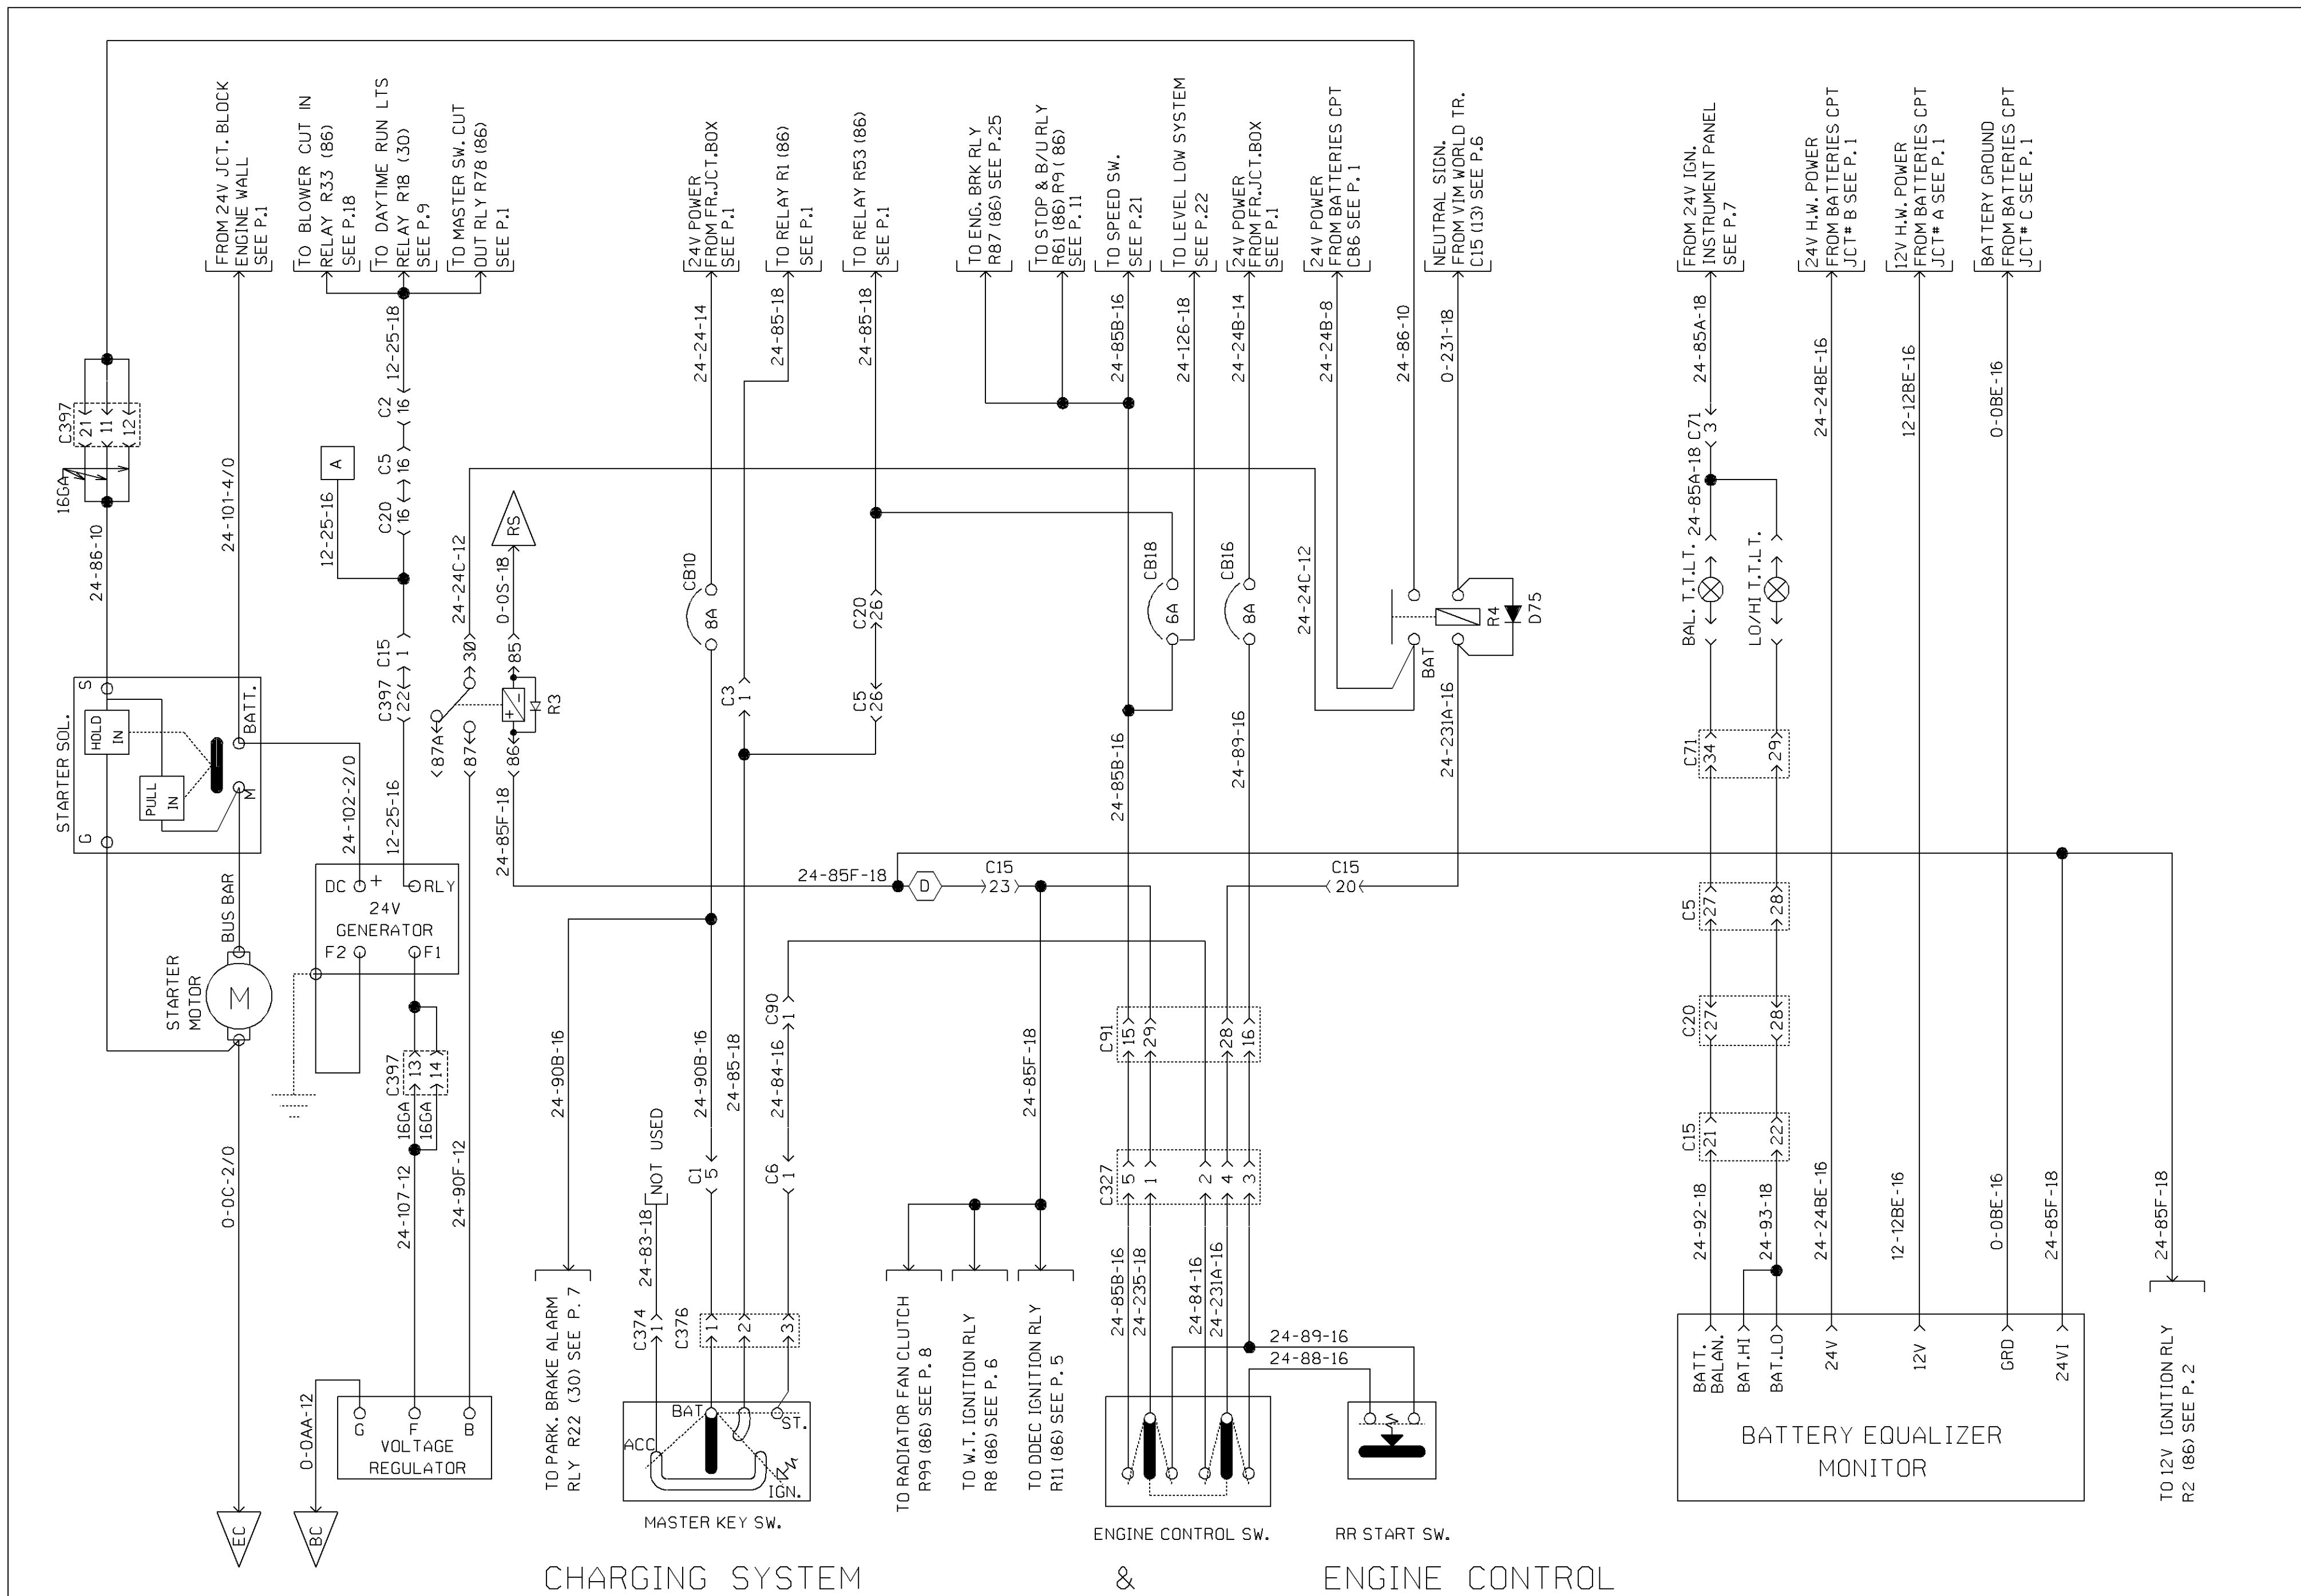 FROM 24V JCT. BLOCK
ENGINE WALL
SEE P.1
TO BLOWER CUT IN
RELAY R33 (86)
SEE P.18
TO DAYTIME RUN LTS
RELAY R18 (30)
SEE P.9
TO MASTER SW. CUT
OUT RLY R78 (86)
SEE P.1
24V POWER
FROM FR.JCT.BOX
SEE P.1
TO RELAY R1 (86)
SEE P.1
TO RELAY R53 (86)
SEE P.1
TO ENG. BRK RLY
R87 (86) SEE P.25
TO STOP & B/U RLY
R61 (86) R9 (86)
SEE P.11
TO SPEED SW.
SEE P.21
TO LEVEL LOW SYSTEM
SEE P.22
24V POWER
FROM FR.JCT.BOX
SEE P.1
24V POWER
FROM BATTERIES CPT
CB6 SEE P.1
NEUTRAL SIGN.
FROM VIM WORLD TR.
C15 (13) SEE P.6
FROM 24V IGN.
INSTRUMENT PANEL
SEE P.7
24V H.W. POWER
FROM BATTERIES CPT
JCT# B SEE P.1
12V H.W. POWER
FROM BATTERIES CPT
JCT# A SEE P.1
BATTERY GROUND
FROM BATTERIES CPT
JCT# C SEE P.1
12-25-18
24-24-14
24-85-18
24-85-18
24-85B-16
24-126-18
24-24B-14
24-24B-8
24-86-10
0-231-18
24-85A-18
24-24BE-16
12-12BE-16
0-0BE-16
C397
21
11
12
16GA
24-86-10
24-101-4/0
A
12-25-16
C2
16
C5
16
C20
16
24-24C-12
0-0S-18
RS
CB10
8A
C20
26
CB18
6A
CB16
8A
24-24C-12
R4
D75
BAT
C71
3
24-85A-18
BAL. T.T.LT.
LO/HI T.T.LT.
STARTER SOL.
S
HOLD
IN
PULL
IN
G
BATT.
M
C15
1
C397
22
30
85
87A
87
86
R3
C3
1
C5
26
24-102-2/0
12-25-16
24-85F-18
24-85B-16
24-89-16
24-231A-16
C71
34
29
BUS BAR
DC
+
RLY
24V
GENERATOR
F2
F1
24-85F-18
D
C15
23
C15
20
C5
27
28
STARTER
MOTOR
M
C397
13
14
16GA
16GA
24-90B-16
24-90B-16
24-85-18
C90
1
24-84-16
24-85F-18
C91
15
29
28
16
C20
27
28
0-0C-2/0
24-107-12
24-90F-12
NOT USED
24-83-18
C1
5
C6
1
C327
5
1
2
4
3
C15
21
22
24-92-18
24-93-18
24-24BE-16
12-12BE-16
0-0BE-16
24-85F-18
24-85F-18
0-0AA-12
TO PARK. BRAKE ALARM
RLY R22 (30) SEE P. 7
C374
1
C376
1
2
3
TO RADIATOR FAN CLUTCH
R99 (86) SEE P. 8
TO W.T. IGNITION RLY
R8 (86) SEE P. 6
TO DDEC IGNITION RLY
R11 (86) SEE P. 5
24-85B-16
24-235-18
24-84-16
24-231A-16
24-89-16
24-88-16
BATT.
BALAN.
BAT.HI
BAT.LO
24V
12V
GRD
24VI
BATTERY EQUALIZER
MONITOR
TO 12V IGNITION RLY
R2 (86) SEE P. 2
G
F
B
VOLTAGE
REGULATOR
BAT
ACC
ST.
IGN.
EC
BC
MASTER KEY SW.
ENGINE CONTROL SW.
RR START SW.
CHARGING SYSTEM & ENGINE CONTROL